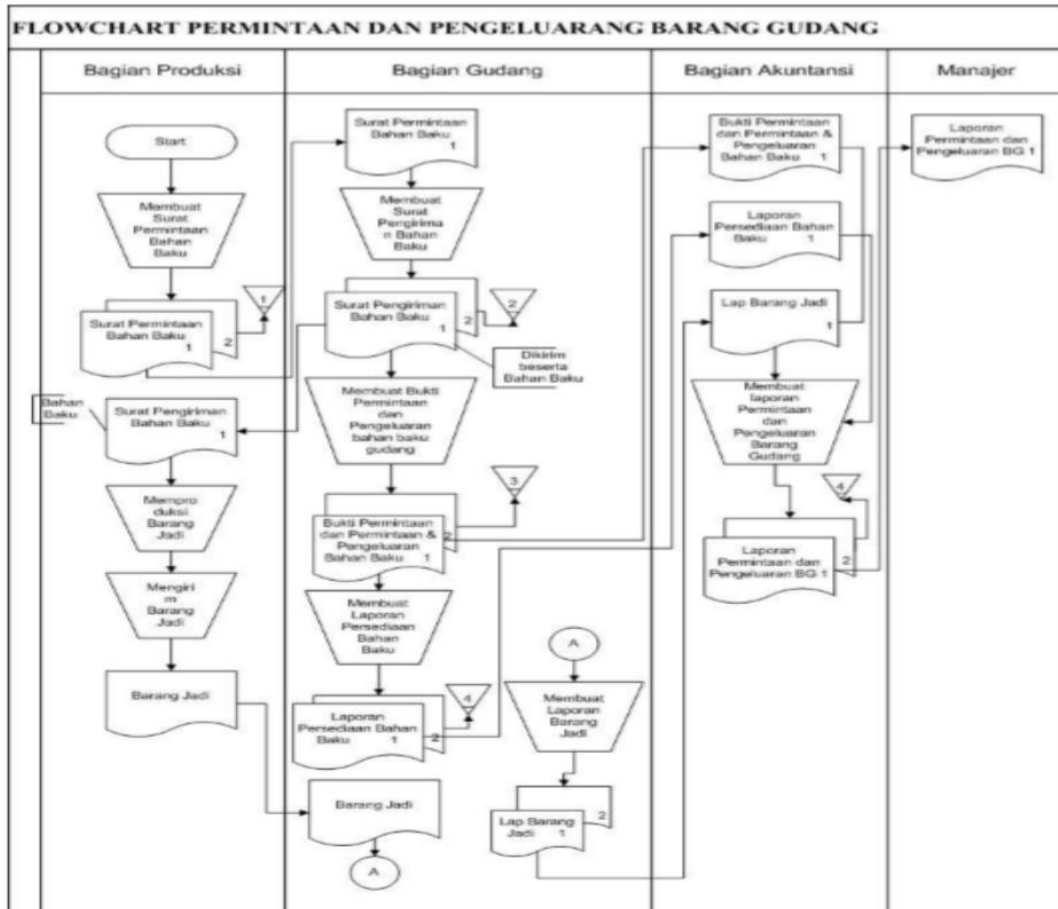 FLOWCHART PERMINTAAN DAN PENGELUARANG BARANG GUDANG
Bagian Produksi
Bagian Gudang
Bagian Akuntansi
Manajer
Start
Membuat
Surat
Permintaan
Bahan
Baku
1
Surat Permintaan
Bahan Baku
1
2
Bahan
Baku
Surat Pengiriman
Bahan Baku
1
Mempro
duksi
Barang
Jadi
Mengiri
m
Barang
Jadi
Barang Jadi
Surat Permintaan
Bahan Baku
1
Membuat
Surat
Pengirima
n Bahan
Baku
2
Surat Pengiriman
Bahan Baku
1
2
Dikirim
beserta
Bahan Baku
Membuat Bukti
Permintaan
dan
Pengeluaran
bahan baku
gudang
3
Bukti Permintaan
dan Permintaan &
Pengeluaran
Bahan Baku 1
2
Membuat
Laporan
Persediaan
Bahan
Baku
4
Laporan
Persediaan Bahan
Baku 1
2
Barang Jadi
A
A
Membuat
Laporan
Barang
Jadi
2
Lap Barang
Jadi 1
Bukti Permintaan
dan Permintaan &
Pengeluaran
Bahan Baku 1
Laporan
Persediaan Bahan
Baku 1
Lap Barang Jadi
1
Membuat
laporan
Permintaan
dan
Pengeluaran
Barang
Gudang
4
Laporan
Permintaan dan
Pengeluaran BG 1
2
Laporan
Permintaan dan
Pengeluaran BG 1